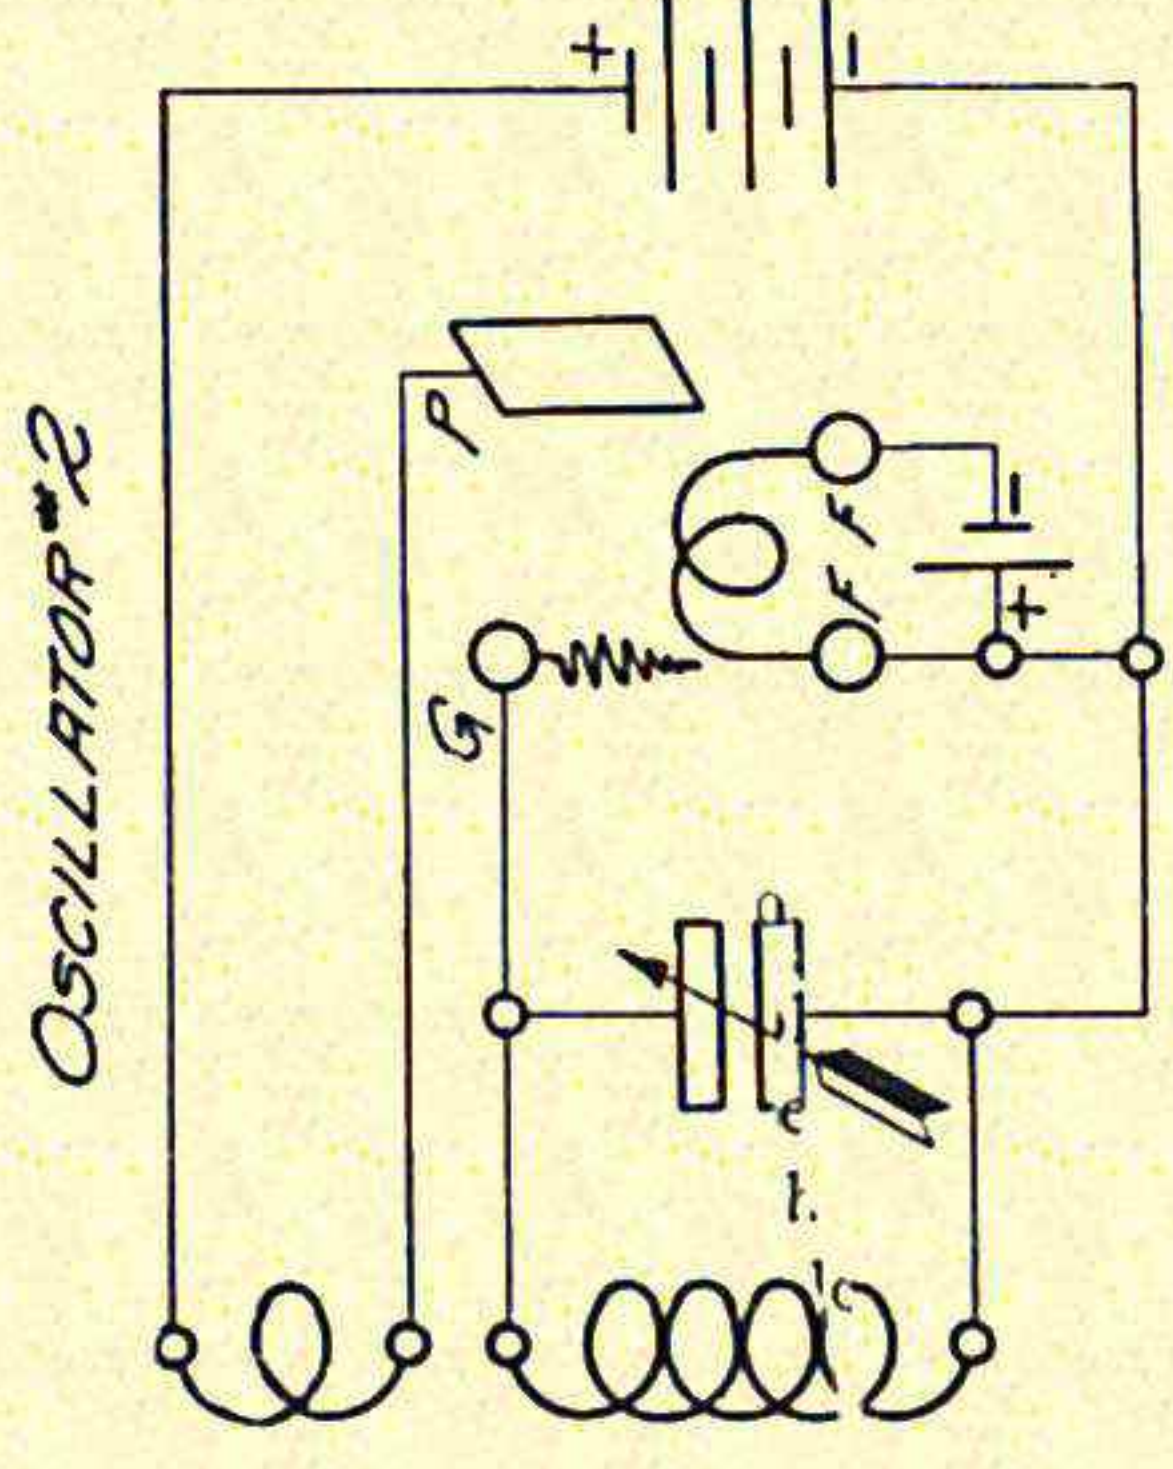 OSCILLATOR #2
+ −
P
F F
− +
G